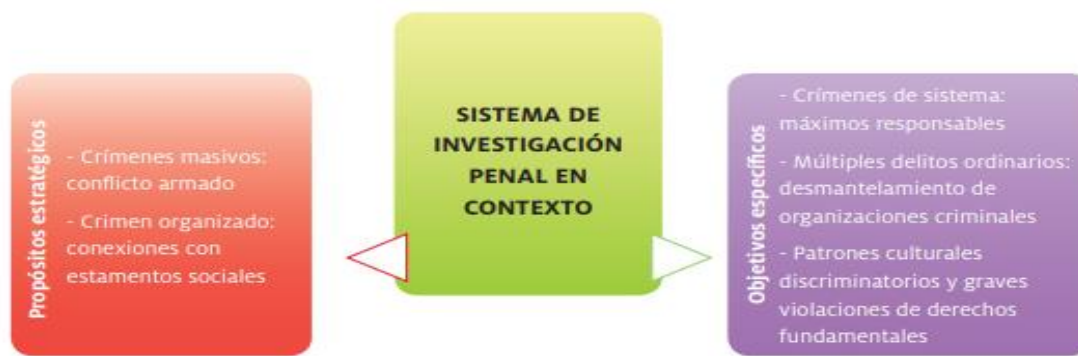 Propósitos estratégicos
- Crímenes masivos:
conflicto armado
- Crimen organizado:
conexiones con
estamentos sociales
SISTEMA DE
INVESTIGACIÓN
PENAL EN
CONTEXTO
Objetivos específicos
- Crímenes de sistema:
máximos responsables
- Múltiples delitos ordinarios:
desmantelamiento de
organizaciones criminales
- Patrones culturales
discriminatorios y graves
violaciones de derechos
fundamentales